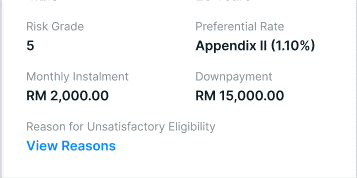 Risk Grade Preferential Rate
5 Appendix II (1.10%)
Monthly Instalment Downpayment
RM 2,000.00 RM 15,000.00
Reason for Unsatisfactory Eligibility
View Reasons